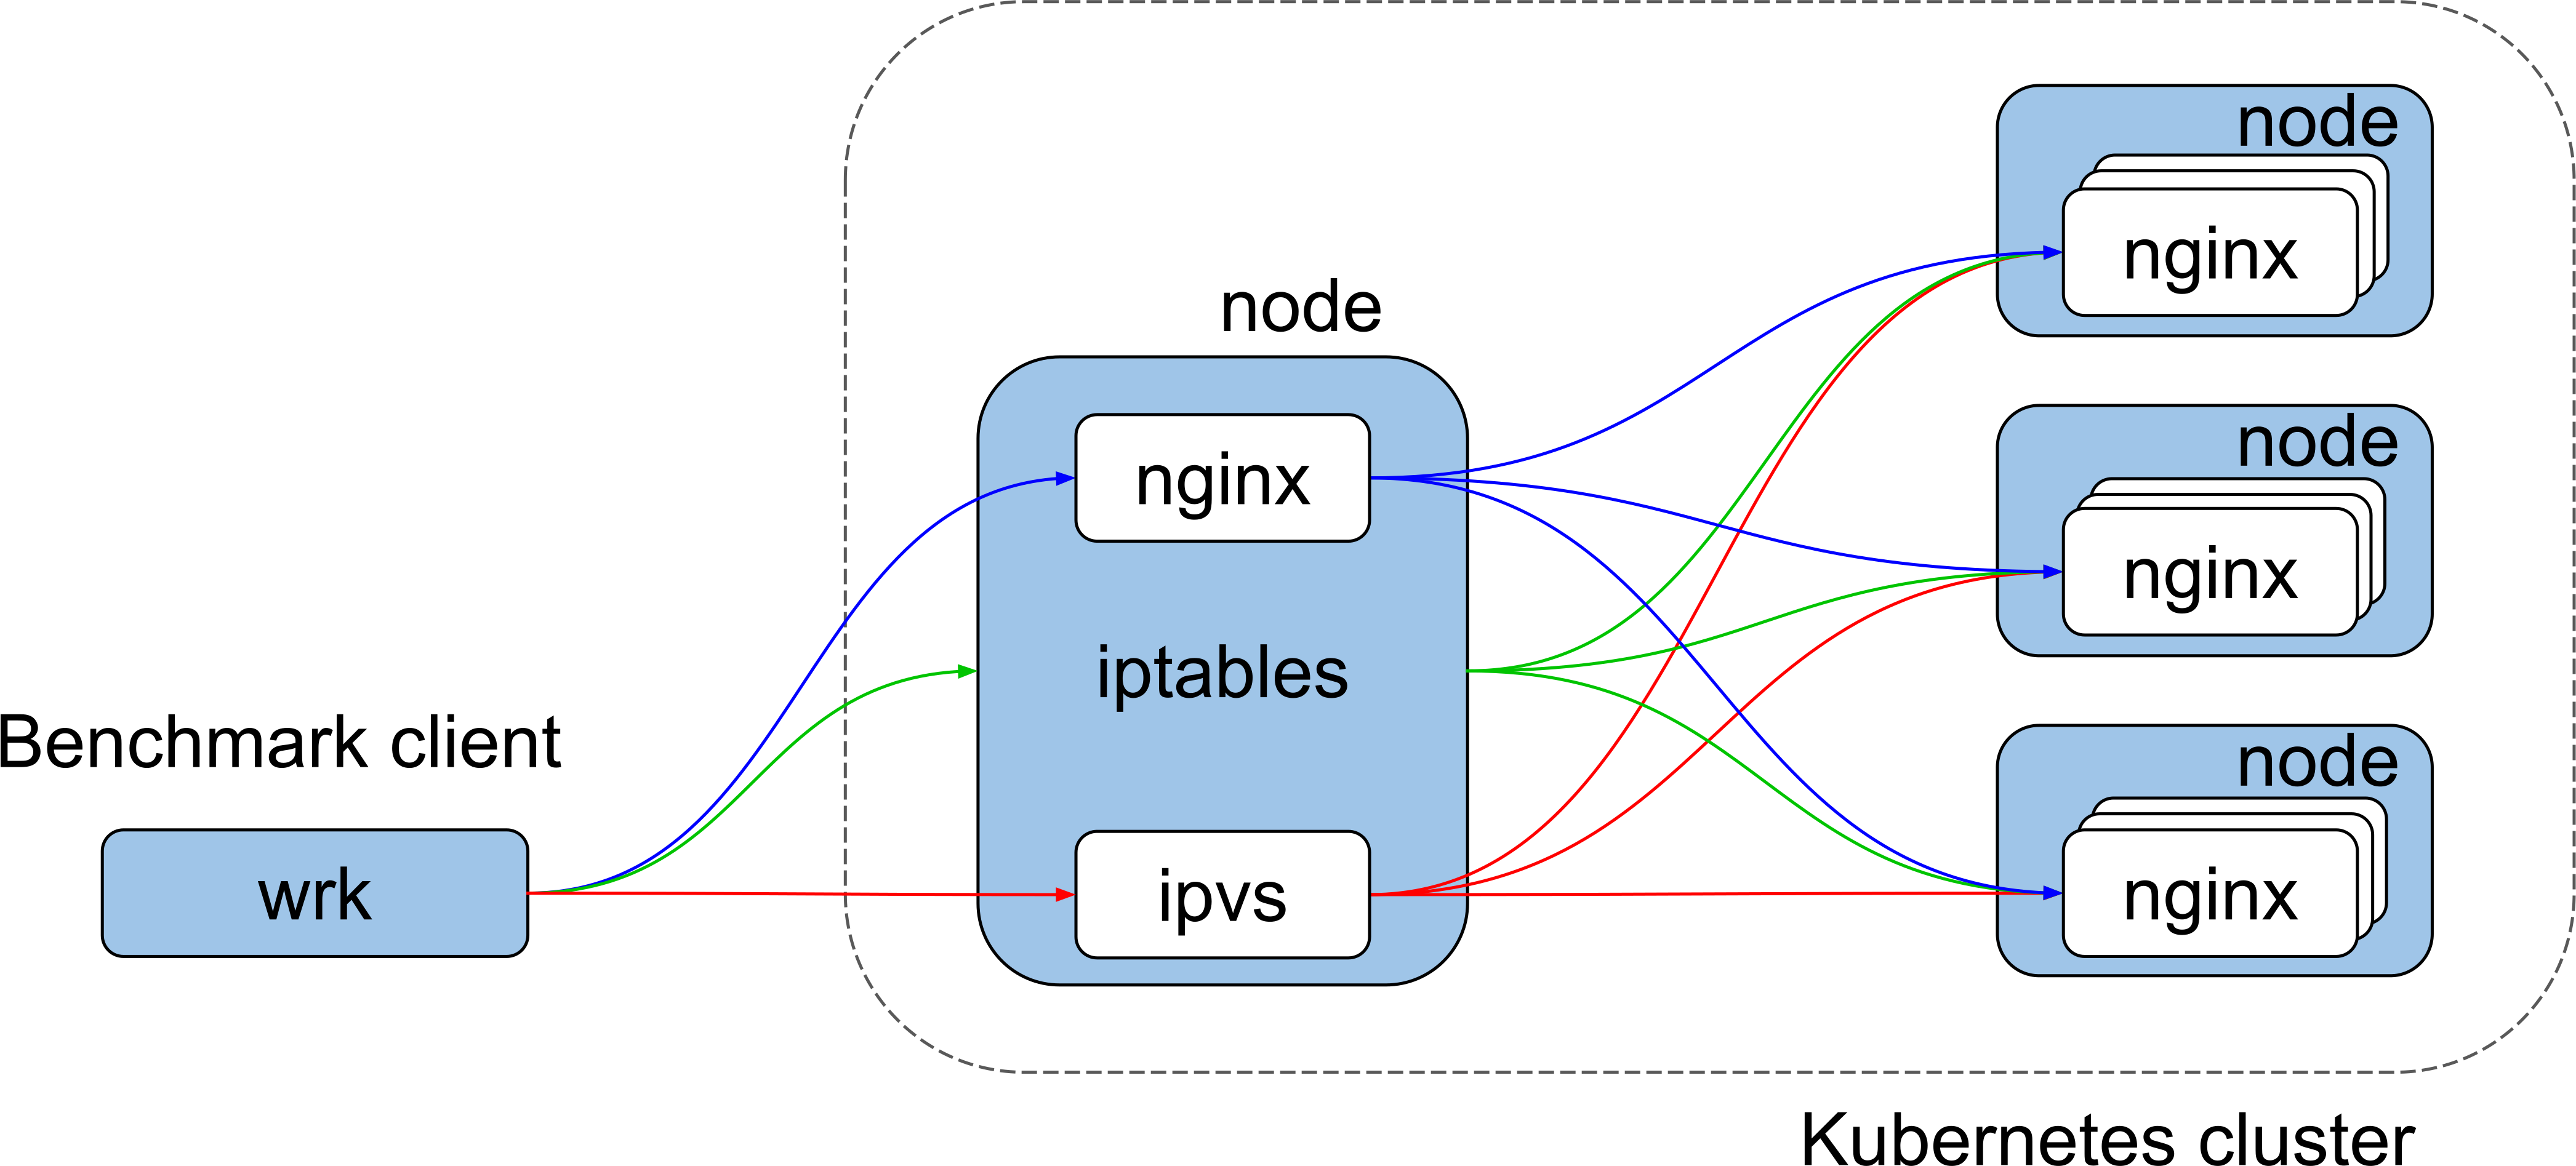 Benchmark client
wrk
node
nginx
iptables
ipvs
node
nginx
node
nginx
node
nginx
Kubernetes cluster